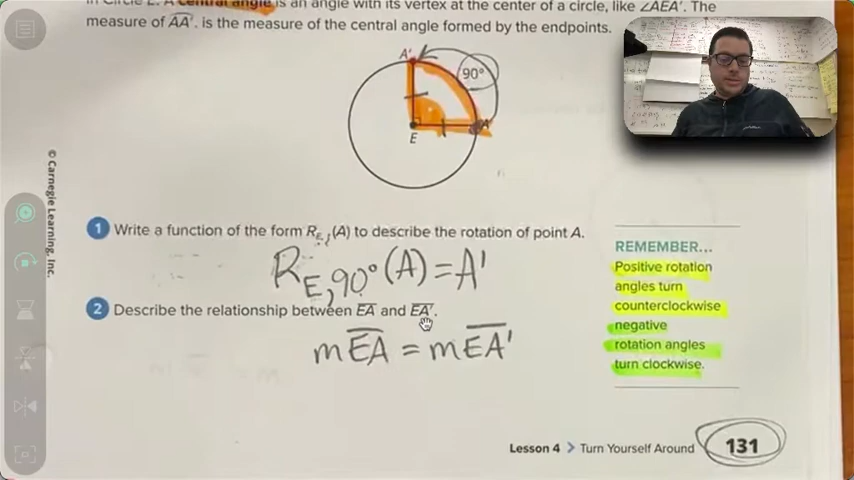 in Circle E. A central angle is an angle with its vertex at the center of a circle, like ∠AEA'. The
measure of AA'. is the measure of the central angle formed by the endpoints.
A'
90°
E
A'
© Carnegie Learning, Inc.
1 Write a function of the form R E, t (A) to describe the rotation of point A.
R E, 90° (A) = A'
2 Describe the relationship between EA and EA'.
mEA = mEA'
REMEMBER...
Positive rotation
angles turn
counterclockwise
negative
rotation angles
turn clockwise.
Lesson 4 > Turn Yourself Around 131